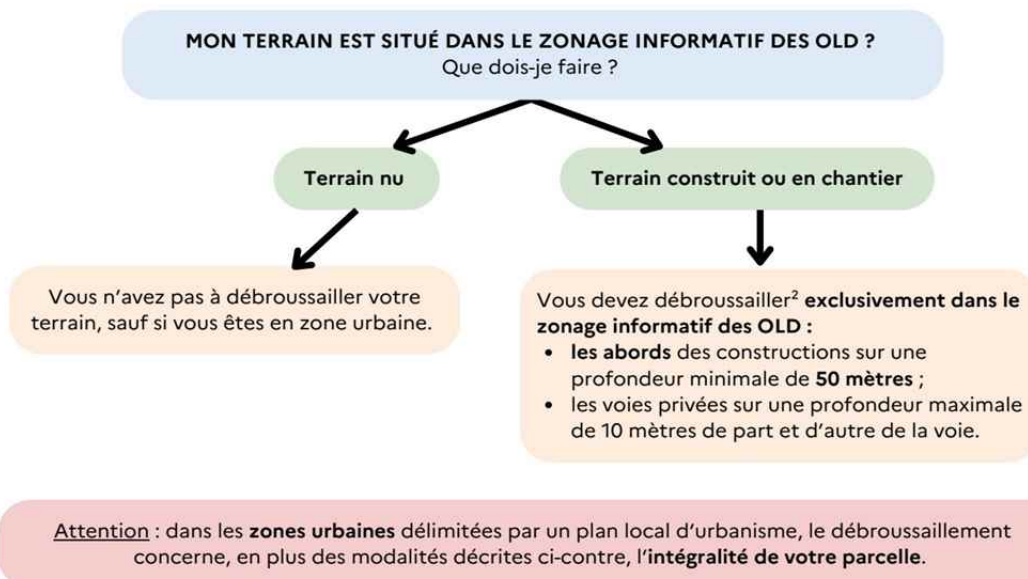 MON TERRAIN EST SITUÉ DANS LE ZONAGE INFORMATIF DES OLD ?
Que dois-je faire ?
Terrain nu
Terrain construit ou en chantier
Vous n'avez pas à débroussailler votre
terrain, sauf si vous êtes en zone urbaine.
Vous devez débroussailler² exclusivement dans le
zonage informatif des OLD :
• les abords des constructions sur une
profondeur minimale de 50 mètres ;
• les voies privées sur une profondeur maximale
de 10 mètres de part et d'autre de la voie.
Attention : dans les zones urbaines délimitées par un plan local d'urbanisme, le débroussaillement
concerne, en plus des modalités décrites ci-contre, l'intégralité de votre parcelle.